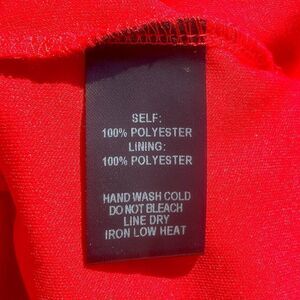 SELF:
100% POLYESTER
LINING:
100% POLYESTER
HAND WASH COLD
DO NOT BLEACH
LINE DRY
IRON LOW HEAT